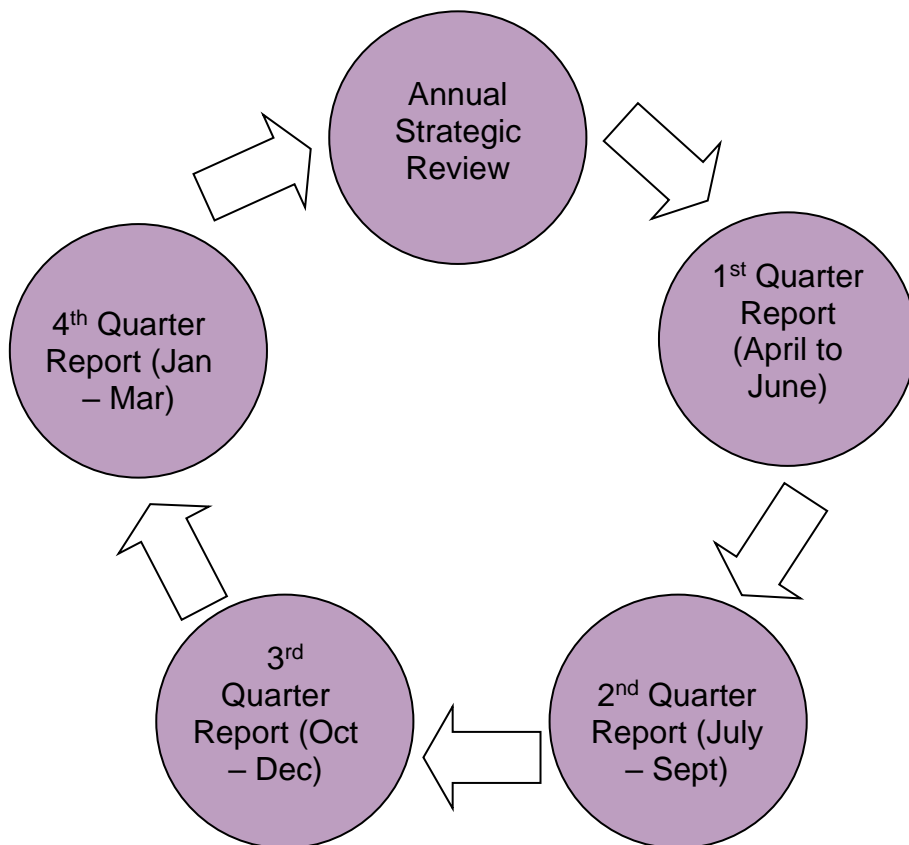 Annual
Strategic
Review
1st Quarter
Report
(April to
June)
2nd Quarter
Report (July
– Sept)
3rd
Quarter
Report (Oct
– Dec)
4th Quarter
Report (Jan
– Mar)